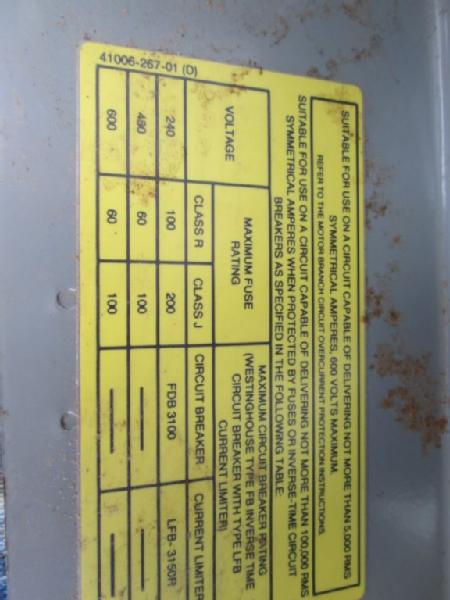 SUITABLE FOR USE ON A CIRCUIT CAPABLE OF DELIVERING NOT MORE THAN 5,000 RMS
SYMMETRICAL AMPERES, 600 VOLTS MAXIMUM.
REFER TO THE MOTOR BRANCH CIRCUIT OVERCURRENT PROTECTION INSTRUCTIONS.
SUITABLE FOR USE ON A CIRCUIT CAPABLE OF DELIVERING NOT MORE THAN 100,000 RMS
SYMMETRICAL AMPERES WHEN PROTECTED BY FUSES OR INVERSE-TIME CIRCUIT
BREAKERS AS SPECIFIED IN THE FOLLOWING TABLE:
VOLTAGE
MAXIMUM FUSE
RATING
MAXIMUM CIRCUIT BREAKER RATING
(WESTINGHOUSE TYPE FB INVERSE TIME
CIRCUIT BREAKER WITH TYPE LFB
CURRENT LIMITER)
CLASS R CLASS J CIRCUIT BREAKER CURRENT LIMITER
240 100 200 FDB 3100 LFB- 3150R
480 60 100 — —
600 60 100 — —
41006-267-01 (D)